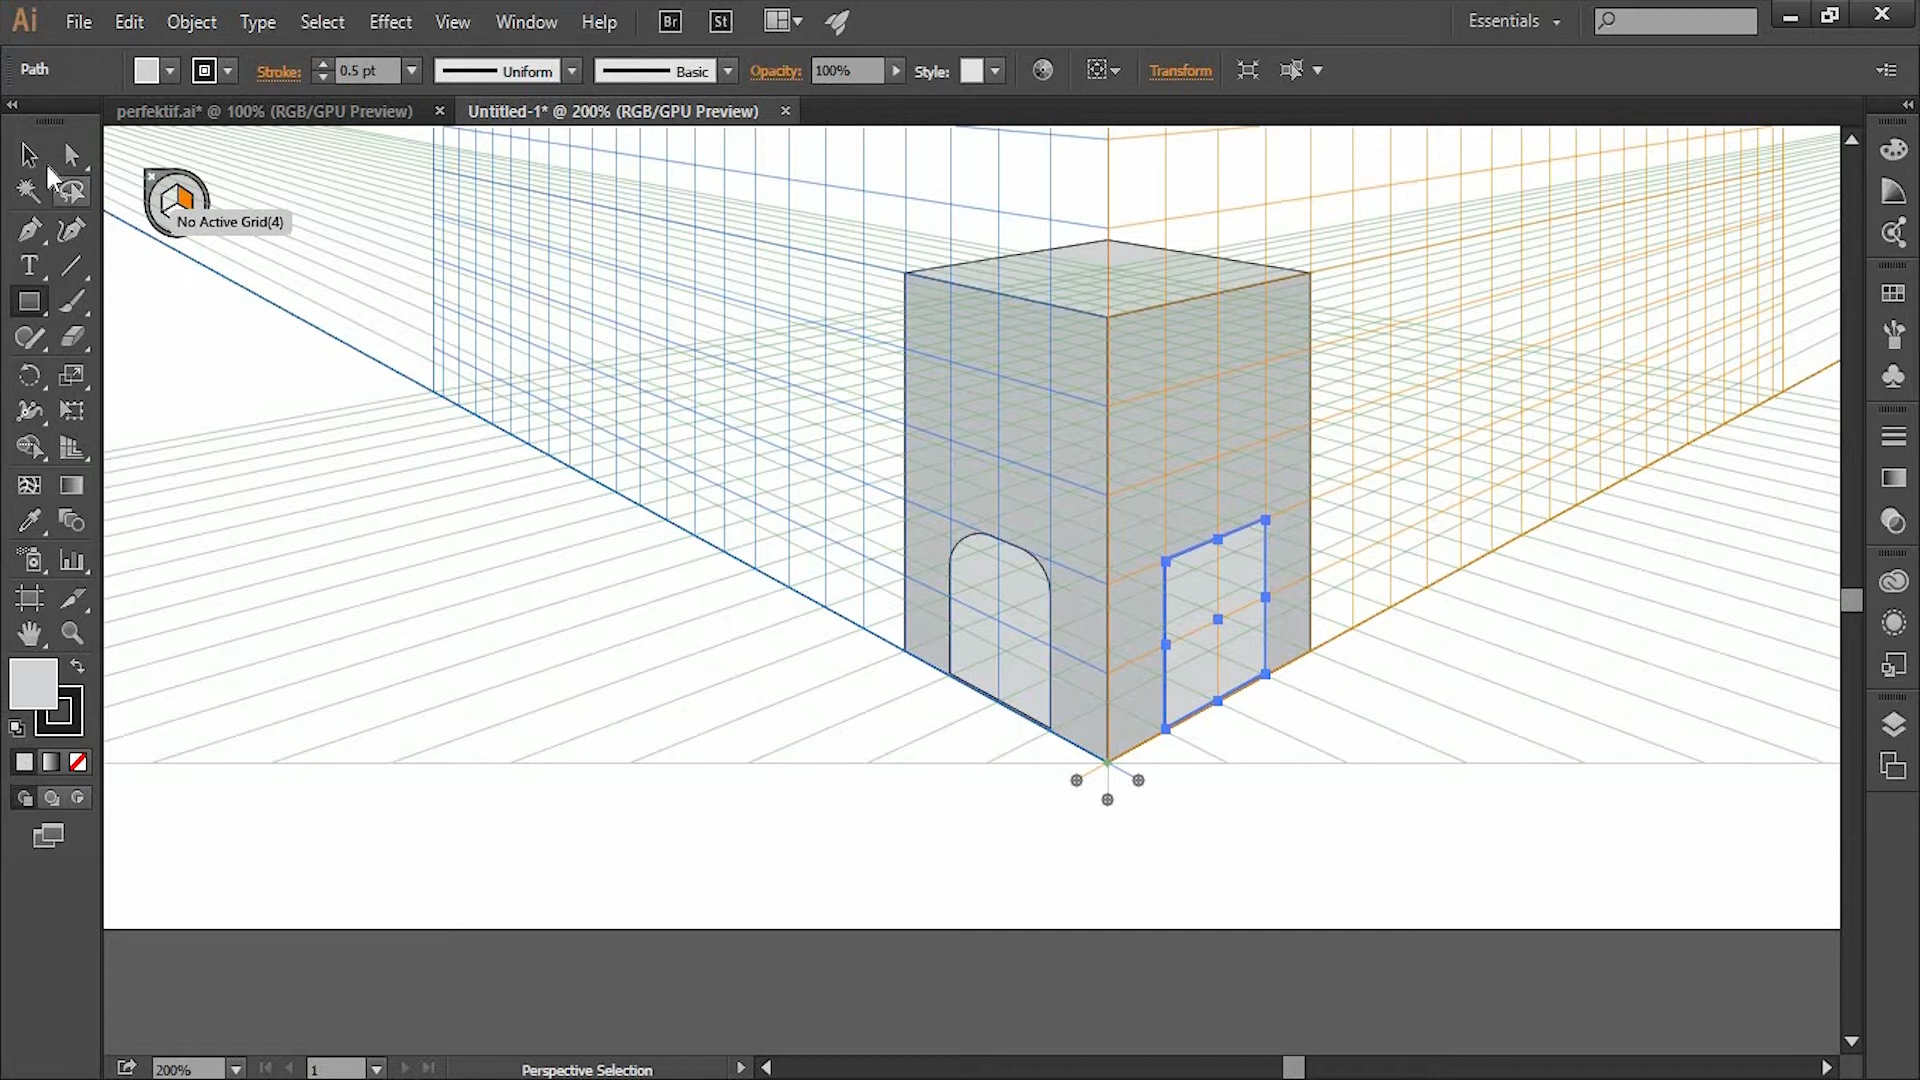 Ai File Edit Object Type Select Effect View Window Help Br St Essentials
Path Stroke: 0.5 pt Uniform Basic Opacity: 100% Style: Transform
perfektif.ai* @ 100% (RGB/GPU Preview) Untitled-1* @ 200% (RGB/GPU Preview)
No Active Grid(4)
200% 1 Perspective Selection